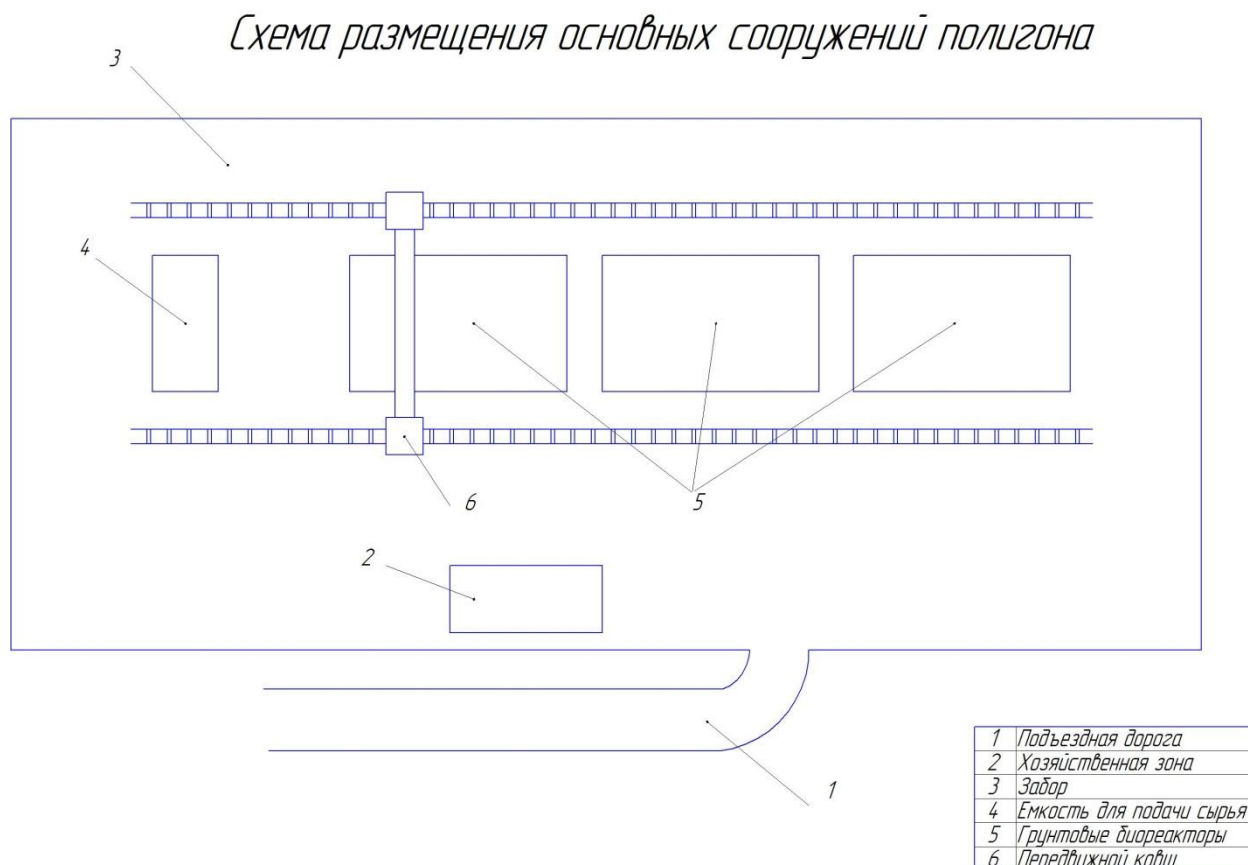 Схема размещения основных сооружений полигона
3
4
6
5
2
1
1 Подъездная дорога
2 Хозяйственная зона
3 Забор
4 Емкость для подачи сырья
5 Грунтовые биореакторы
6 Передвижной ковш